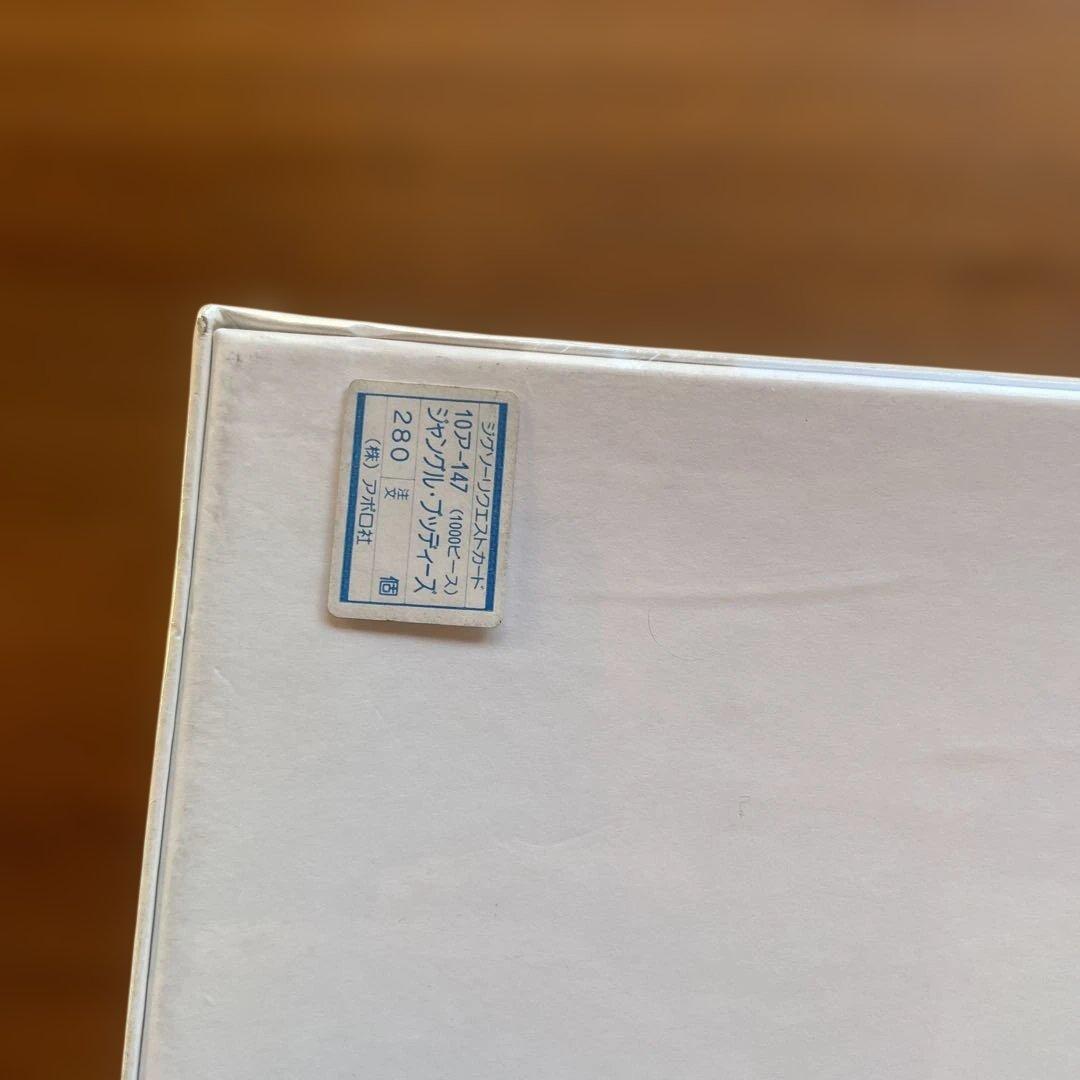 ジグソーリクエストカード
10ア-147 (1000ピース)
ジャングル・ブッディーズ
280 注文 個
(株) アポロ社